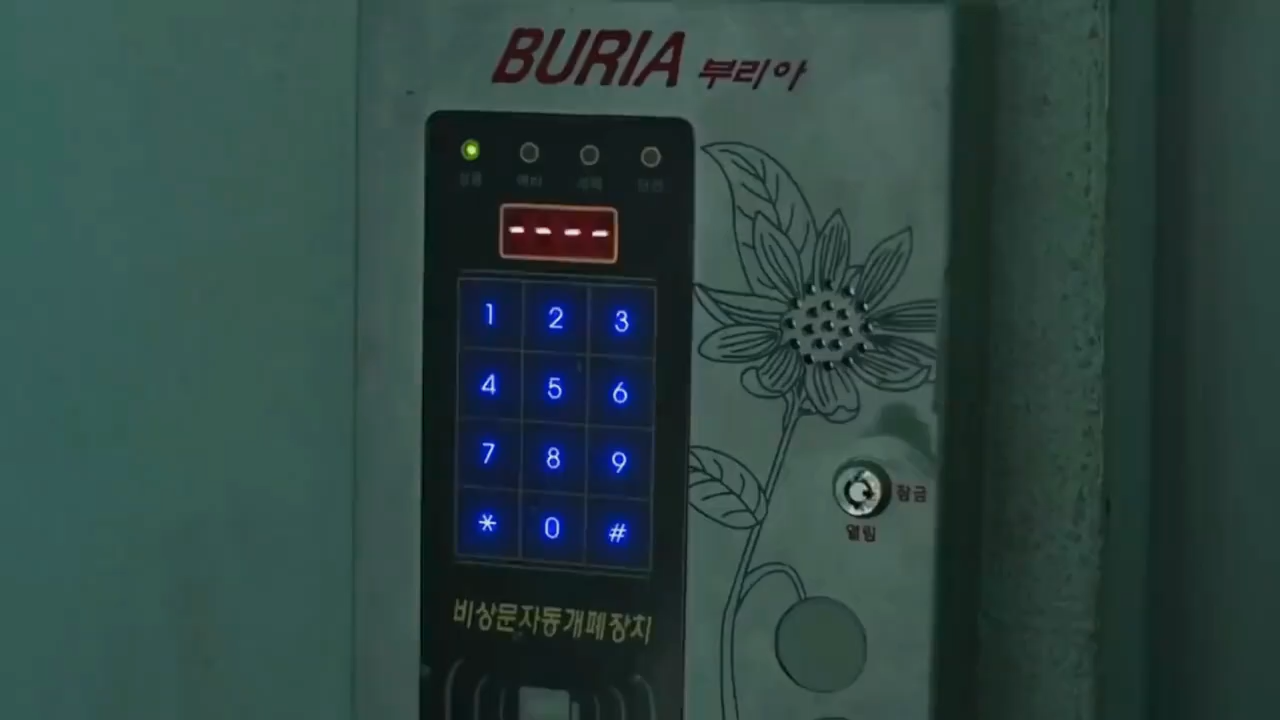 BURIA 부리아
- - - -
1 2 3
4 5 6
7 8 9
* 0 #
잠금
열림
비상문자동개폐장치